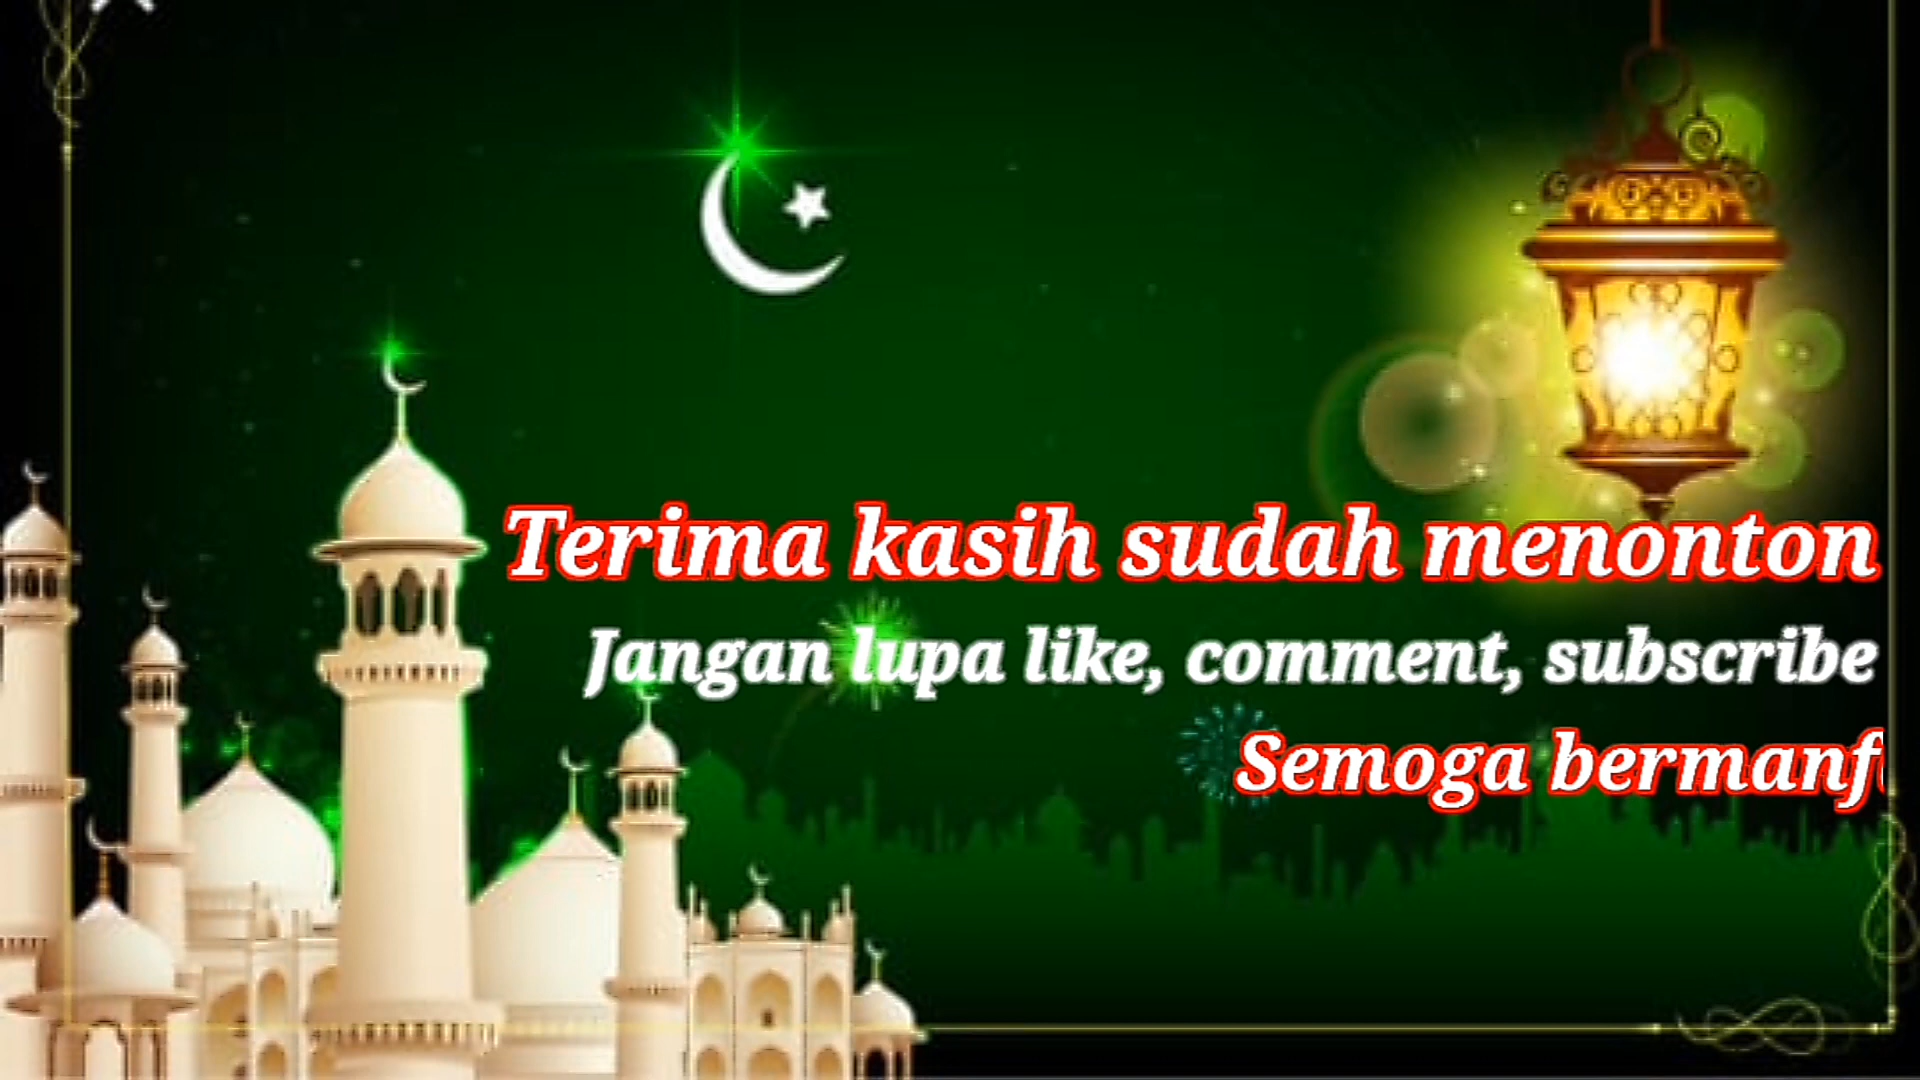 Terima kasih sudah menonton
Jangan lupa like, comment, subscribe
Semoga